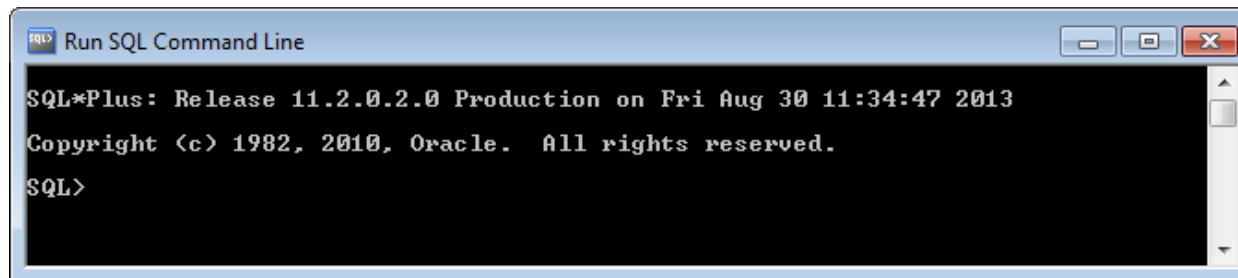 Run SQL Command Line
SQL*Plus: Release 11.2.0.2.0 Production on Fri Aug 30 11:34:47 2013
Copyright (c) 1982, 2010, Oracle.  All rights reserved.
SQL>